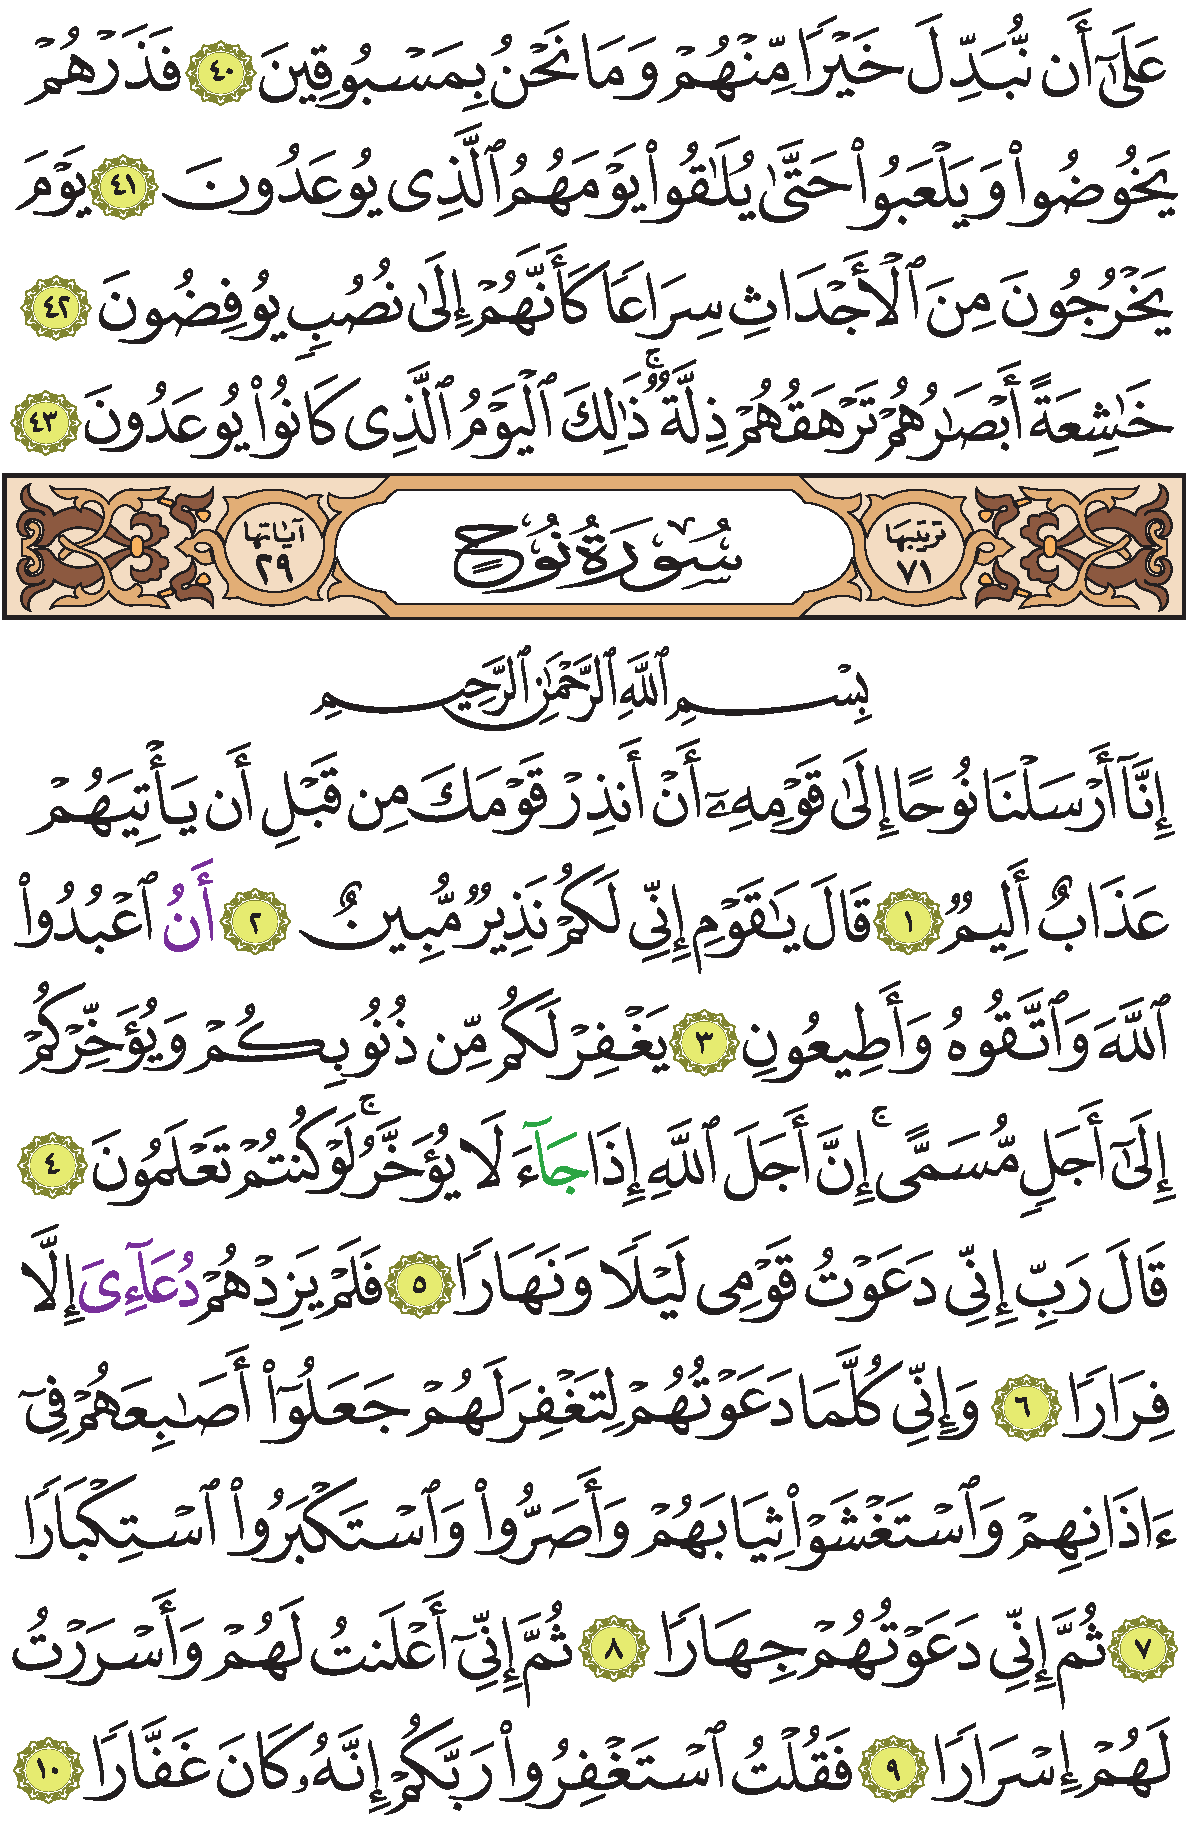 عَلَىٰٓ أَن نُّبَدِّلَ خَيْرًا مِّنْهُمْ وَمَا نَحْنُ بِمَسْبُوقِينَ ٤٠ فَذَرْهُمْ
يَخُوضُوا۟ وَيَلْعَبُوا۟ حَتَّىٰ يُلَٰقُوا۟ يَوْمَهُمُ ٱلَّذِى يُوعَدُونَ ٤١ يَوْمَ
يَخْرُجُونَ مِنَ ٱلْأَجْدَاثِ سِرَاعًا كَأَنَّهُمْ إِلَىٰ نُصُبٍ يُوفِضُونَ ٤٢
خَٰشِعَةً أَبْصَٰرُهُمْ تَرْهَقُهُمْ ذِلَّةٌ ۚ ذَٰلِكَ ٱلْيَوْمُ ٱلَّذِى كَانُوا۟ يُوعَدُونَ ٤٣
ترتيبها ٧١ سُورَةُ نُوحٍ آياتها ٢٩
بِسْمِ ٱللَّهِ ٱلرَّحْمَٰنِ ٱلرَّحِيمِ
إِنَّآ أَرْسَلْنَا نُوحًا إِلَىٰ قَوْمِهِۦٓ أَنْ أَنذِرْ قَوْمَكَ مِن قَبْلِ أَن يَأْتِيَهُمْ
عَذَابٌ أَلِيمٌ ١ قَالَ يَٰقَوْمِ إِنِّى لَكُمْ نَذِيرٌ مُّبِينٌ ٢ أَنُ ٱعْبُدُوا۟
ٱللَّهَ وَٱتَّقُوهُ وَأَطِيعُونِ ٣ يَغْفِرْ لَكُم مِّن ذُنُوبِكُمْ وَيُؤَخِّرْكُمْ
إِلَىٰٓ أَجَلٍ مُّسَمًّى ۚ إِنَّ أَجَلَ ٱللَّهِ إِذَا جَآءَ لَا يُؤَخَّرُ ۚ لَوْ كُنتُمْ تَعْلَمُونَ ٤
قَالَ رَبِّ إِنِّى دَعَوْتُ قَوْمِى لَيْلًا وَنَهَارًا ٥ فَلَمْ يَزِدْهُمْ دُعَآءِىَ إِلَّا
فِرَارًا ٦ وَإِنِّى كُلَّمَا دَعَوْتُهُمْ لِتَغْفِرَ لَهُمْ جَعَلُوٓا۟ أَصَٰبِعَهُمْ فِىٓ
ءَاذَانِهِمْ وَٱسْتَغْشَوْا۟ ثِيَابَهُمْ وَأَصَرُّوا۟ وَٱسْتَكْبَرُوا۟ ٱسْتِكْبَارًا
٧ ثُمَّ إِنِّى دَعَوْتُهُمْ جِهَارًا ٨ ثُمَّ إِنِّىٓ أَعْلَنتُ لَهُمْ وَأَسْرَرْتُ
لَهُمْ إِسْرَارًا ٩ فَقُلْتُ ٱسْتَغْفِرُوا۟ رَبَّكُمْ إِنَّهُۥ كَانَ غَفَّارًا ١٠